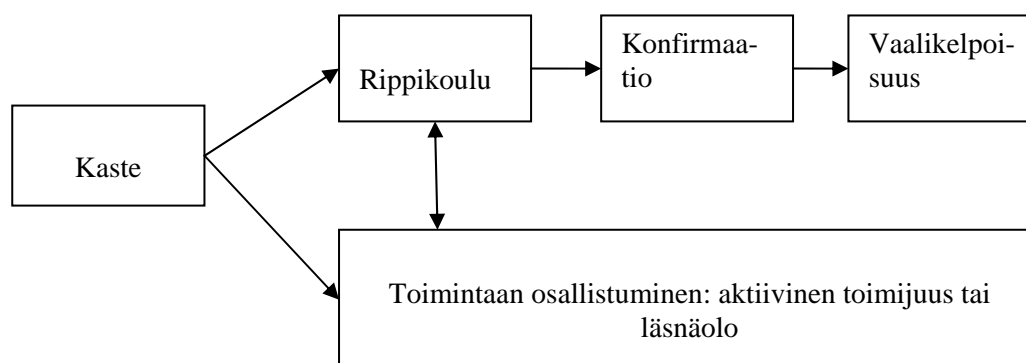 Kaste
Rippikoulu
Konfirmaa-
tio
Vaalikelpoi-
suus
Toimintaan osallistuminen: aktiivinen toimijuus tai
läsnäolo